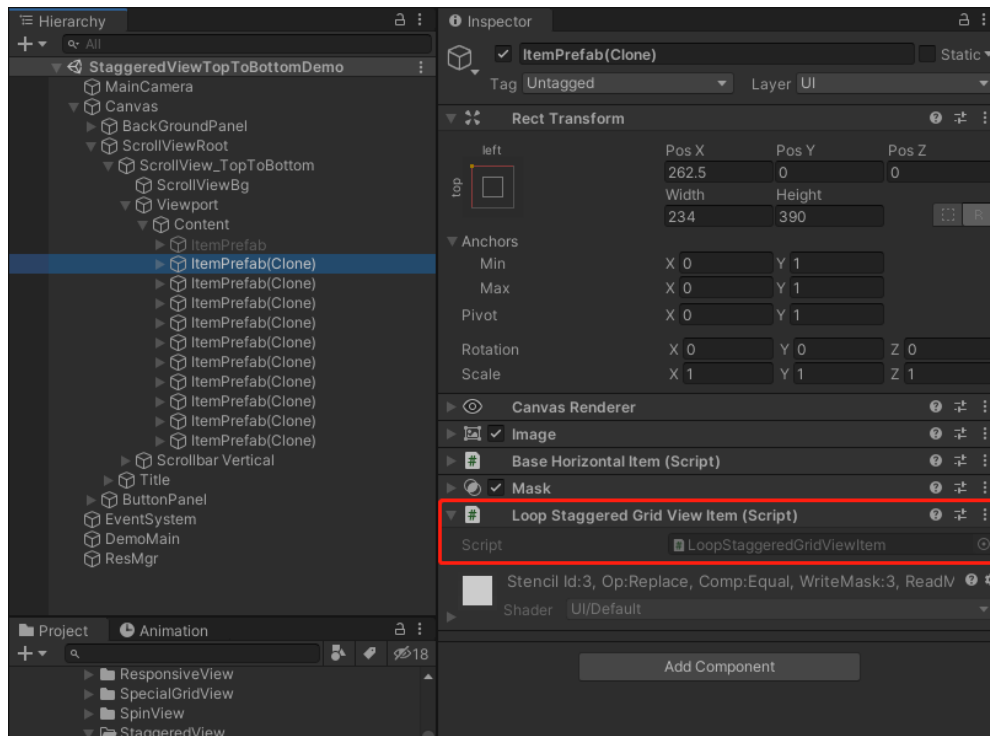 Hierarchy
All
StaggeredViewTopToBottomDemo
MainCamera
Canvas
BackGroundPanel
ScrollViewRoot
ScrollView_TopToBottom
ScrollViewBg
Viewport
Content
ItemPrefab
ItemPrefab(Clone)
ItemPrefab(Clone)
ItemPrefab(Clone)
ItemPrefab(Clone)
ItemPrefab(Clone)
ItemPrefab(Clone)
ItemPrefab(Clone)
ItemPrefab(Clone)
ItemPrefab(Clone)
ItemPrefab(Clone)
Scrollbar Vertical
Title
ButtonPanel
EventSystem
DemoMain
ResMgr
Project Animation
18
ResponsiveView
SpecialGridView
SpinView
StaggeredView
Inspector
ItemPrefab(Clone) Static
Tag Untagged Layer UI
Rect Transform
left Pos X Pos Y Pos Z
top 262.5 0 0
Width Height
234 390 R
Anchors
Min X 0 Y 1
Max X 0 Y 1
Pivot X 0 Y 1
Rotation X 0 Y 0 Z 0
Scale X 1 Y 1 Z 1
Canvas Renderer
Image
# Base Horizontal Item (Script)
Mask
# Loop Staggered Grid View Item (Script)
Script # LoopStaggeredGridViewItem
Stencil Id:3, Op:Replace, Comp:Equal, WriteMask:3, ReadM
Shader UI/Default
Add Component